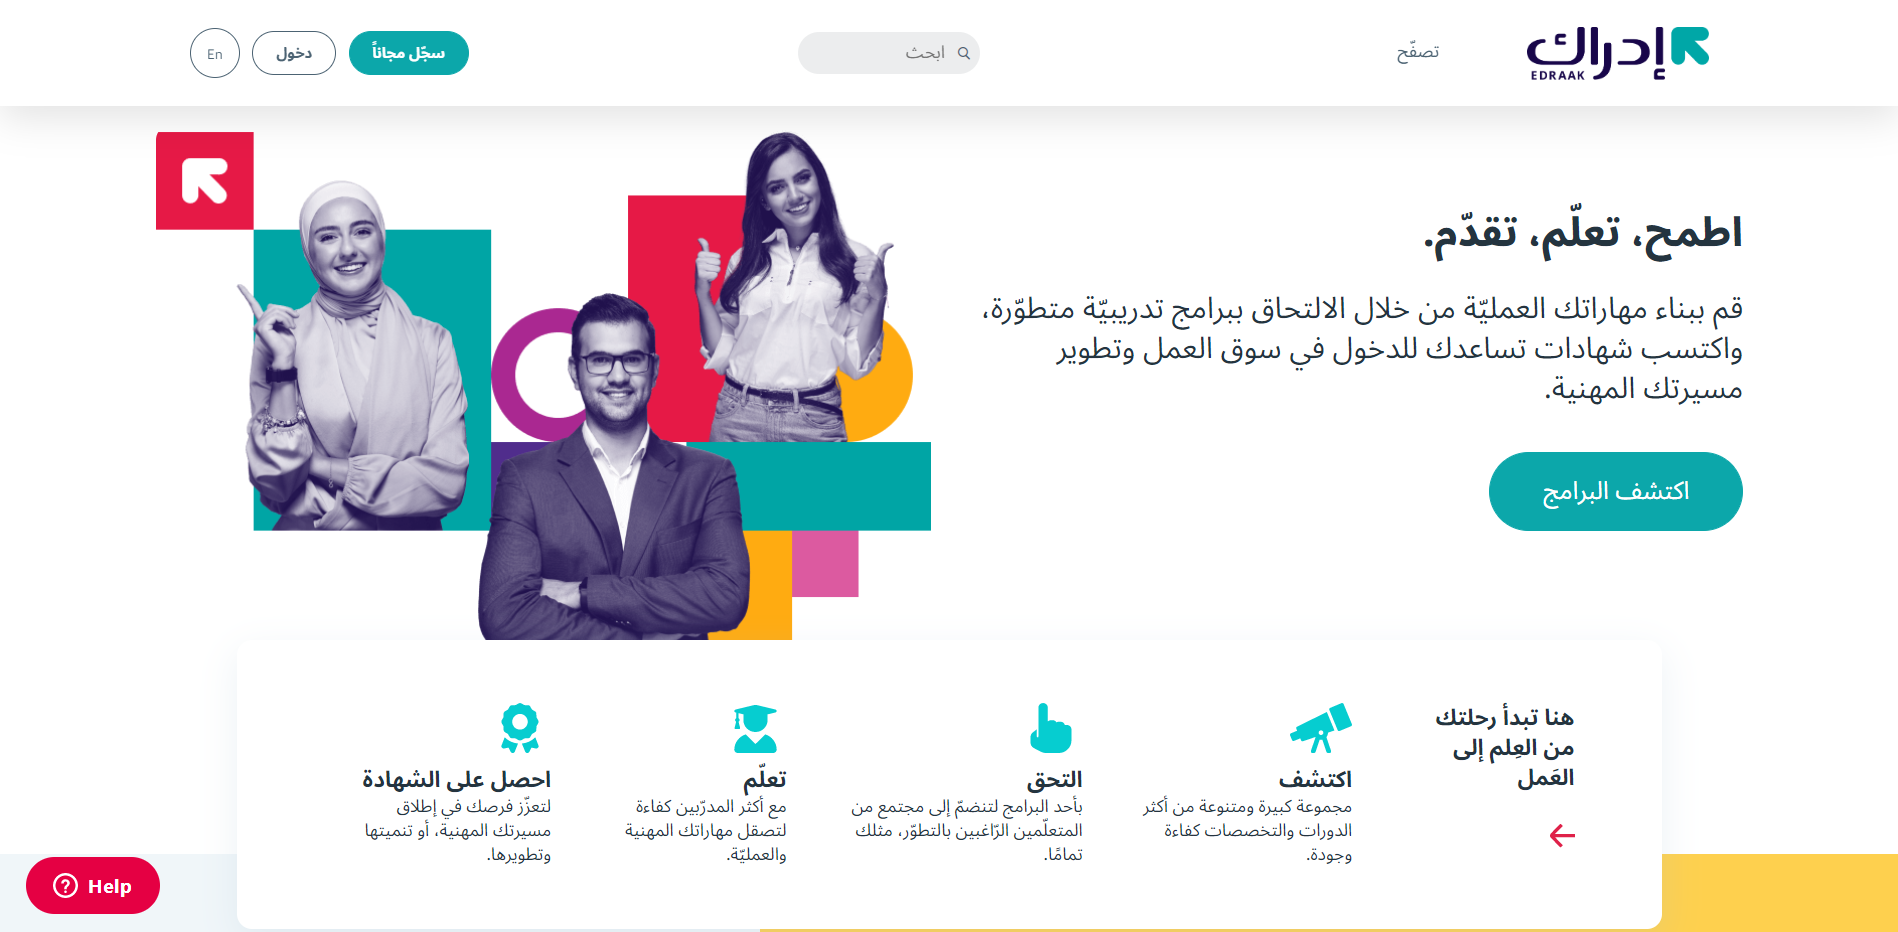 إدراك
EDRAAK
تصفّح
ابحث
سجّل مجاناً
دخول
En
اطمح، تعلّم، تقدّم.
قم ببناء مهاراتك العمليّة من خلال الالتحاق ببرامج تدريبيّة متطوّرة،
واكتسب شهادات تساعدك للدخول في سوق العمل وتطوير
مسيرتك المهنية.
اكتشف البرامج
هنا تبدأ رحلتك
من العِلم إلى
العَمل
اكتشف
مجموعة كبيرة ومتنوعة من أكثر
الدورات والتخصصات كفاءة
وجودة.
التحق
بأحد البرامج لتنضمّ إلى مجتمع من
المتعلّمين الرّاغبين بالتطوّر، مثلك
تمامًا.
تعلّم
مع أكثر المدرّبين كفاءة
لتصقل مهاراتك المهنية
والعمليّة.
احصل على الشهادة
لتعزّز فرصك في إطلاق
مسيرتك المهنية، أو تنميتها
وتطويرها.
Help